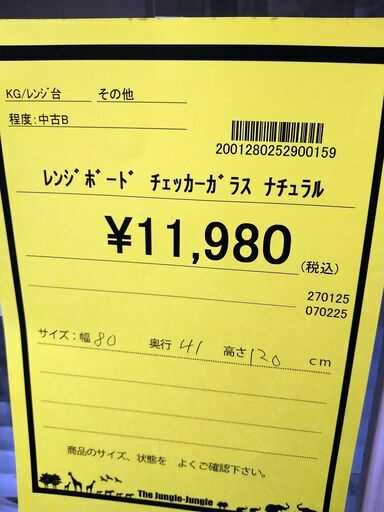 KG/ﾚﾝｼﾞ台 その他
程度:中古B
2001280252900159
ﾚﾝｼﾞﾎﾞｰﾄﾞ ﾁｪｯｶｰｶﾞﾗｽ ﾅﾁｭﾗﾙ
¥11,980
(税込)
270125
070225
サイズ:幅 80 奥行 41 高さ 120 cm
商品のサイズ、状態を よくご確認下さい。
The Jungle-Jungle